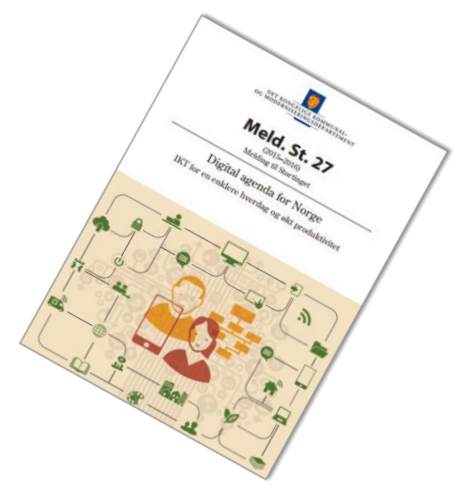 DET KONGELIGE KOMMUNAL-
OG MODERNISERINGSDEPARTEMENT
Meld. St. 27
(2015–2016)
Melding til Stortinget
Digital agenda for Norge
IKT for en enklere hverdag og økt produktivitet